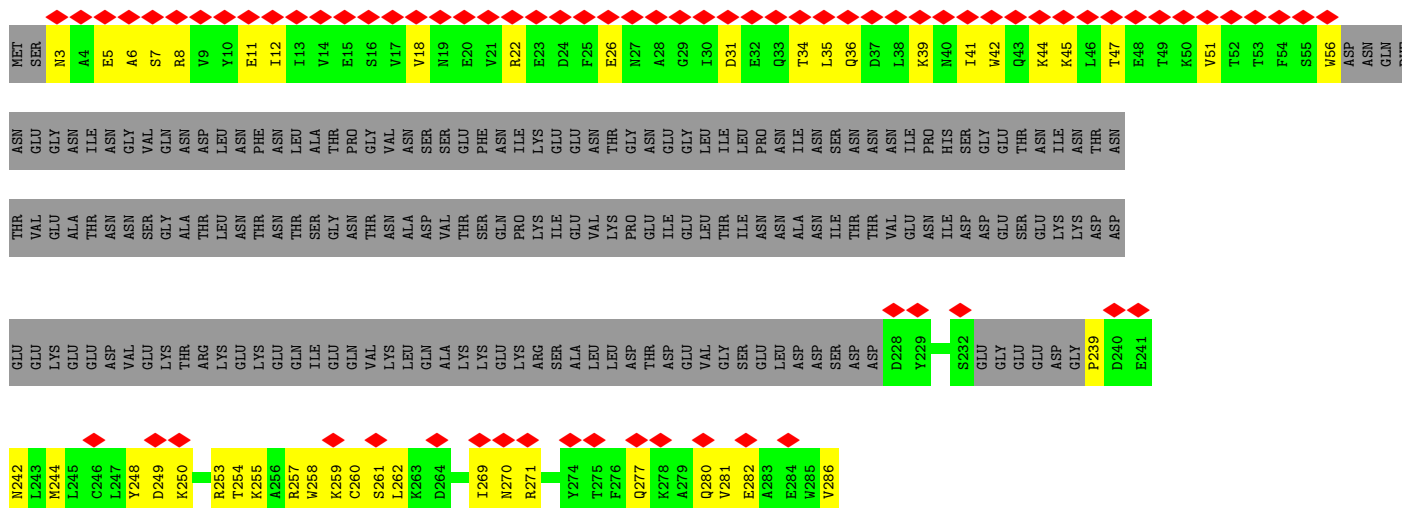 MET SER N3 A4 E5 A6 S7 R8 V9 Y10 E11 I12 I13 V14 E15 S16 V17 V18 N19 E20 V21 R22 E23 D24 F25 E26 N27 A28 G29 I30 D31 E32 Q33 T34 L35 Q36 D37 L38 K39 N40 I41 W42 Q43 K44 K45 L46 T47 E48 T49 K50 V51 T52 T53 F54 S55 W56 ASP ASN GLN
ASN GLU GLY ASN ILE ASN GLY VAL GLN ASN ASP LEU ASN PHE ASN LEU ALA THR PRO GLY VAL ASN SER SER GLU PHE ASN ILE LYS GLU GLU ASN THR GLY ASN GLU GLY LEU ILE LEU PRO ASN ILE ASN SER ASN ASN ASN ILE PRO HIS SER GLY GLU THR ASN ILE ASN THR ASN
THR VAL GLU ALA THR ASN ASN SER GLY ALA THR LEU ASN THR ASN THR SER GLY ASN THR ASN ALA ASP VAL THR SER GLN PRO LYS ILE GLU VAL LYS PRO GLU ILE GLU LEU THR ILE ASN ASN ALA ASN ILE THR THR VAL GLU ASN ILE ASP ASP GLU SER GLU LYS LYS ASP ASP
GLU GLU LYS GLU GLU ASP VAL GLU LYS THR ARG LYS GLU LYS GLU GLN ILE GLU GLN VAL LYS LEU GLN ALA LYS LYS GLU LYS ARG SER ALA LEU LEU ASP THR ASP GLU VAL GLY SER GLU LEU ASP ASP SER ASP ASP D228 Y229 S232 GLU GLY GLU GLU ASP GLY P239 D240 E241
N242 L243 M244 L245 C246 L247 Y248 D249 K250 R253 T254 K255 A256 R257 W258 K259 C260 S261 L262 K263 D264 I269 N270 R271 Y274 T275 F276 Q277 K278 A279 Q280 V281 E282 A283 E284 W285 V286